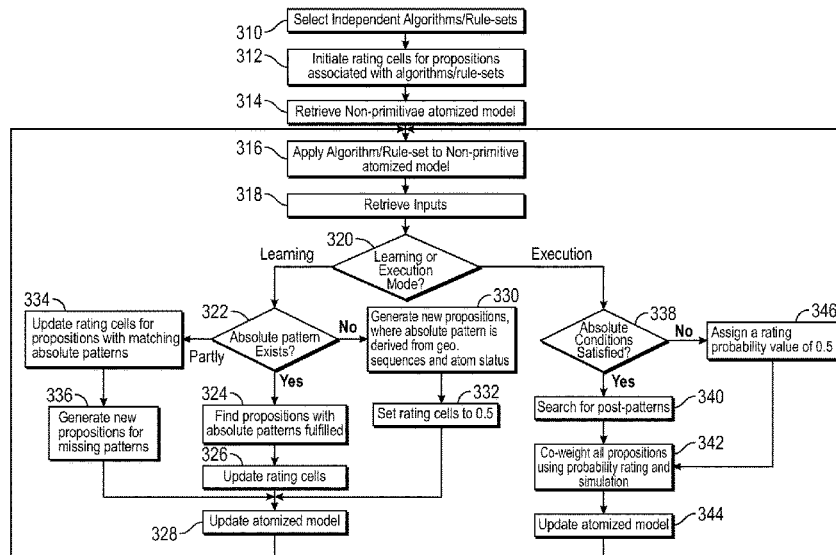 310
Select Independent Algorithms/Rule-sets
312
Initiate rating cells for propositions
associated with algorithms/rule-sets
314
Retrieve Non-primitivae atomized model
316
Apply Algorithm/Rule-set to Non-primitive
atomized model
318
Retrieve Inputs
320
Learning
Learning or
Execution
Mode?
Execution
334
Update rating cells for
propositions with matching
absolute patterns
Partly
322
Absolute pattern
Exists?
No
Yes
330
Generate new propositions,
where absolute pattern is
derived from geo.
sequences and atom status
338
Absolute
Conditions
Satisfied?
No
Yes
346
Assign a rating
probability value of 0.5
336
Generate new
propositions for
missing patterns
324
Find propositions with
absolute patterns fulfilled
332
Set rating cells to 0.5
Search for post-patterns
340
326
Update rating cells
Co-weight all propositions
using probability rating and
simulation
342
328
Update atomized model
Update atomized model
344